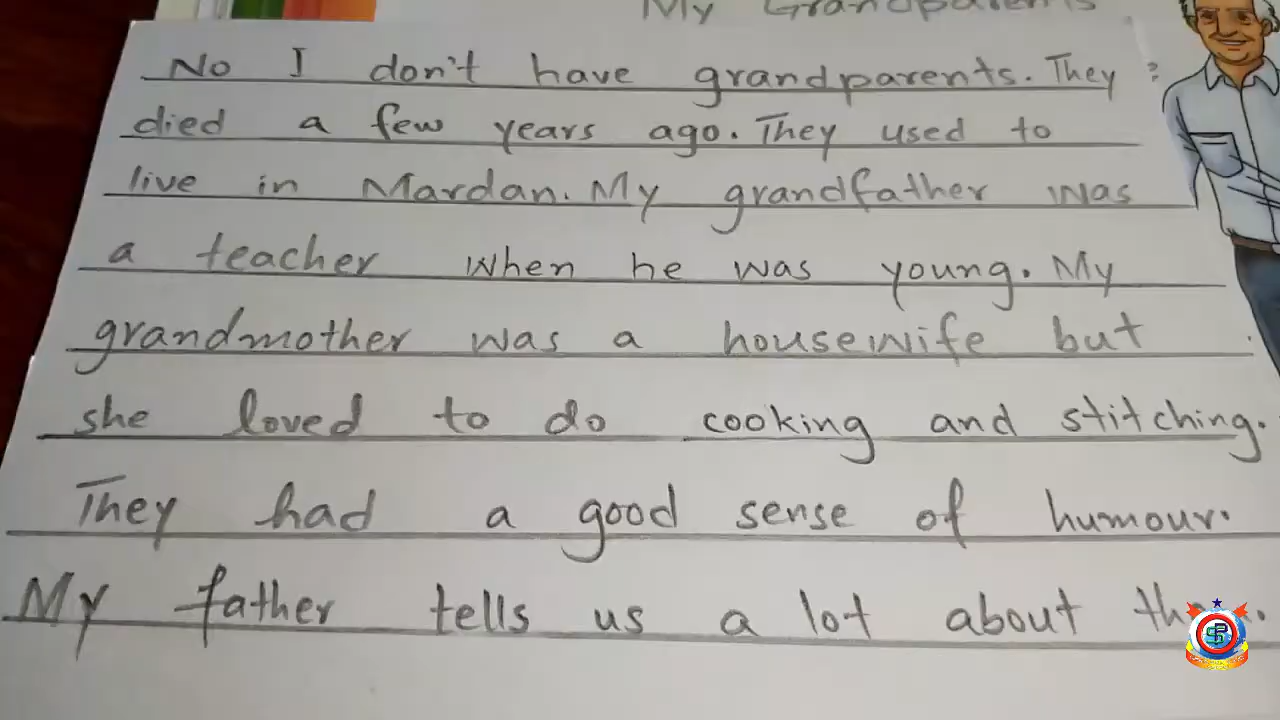 My Grandparents
No I don't have grandparents. They ?
died a few years ago. They used to
live in Mardan. My grandfather was
a teacher when he was young. My
grandmother was a housewife but
she loved to do cooking and stitching.
They had a good sense of humour.
My father tells us a lot about